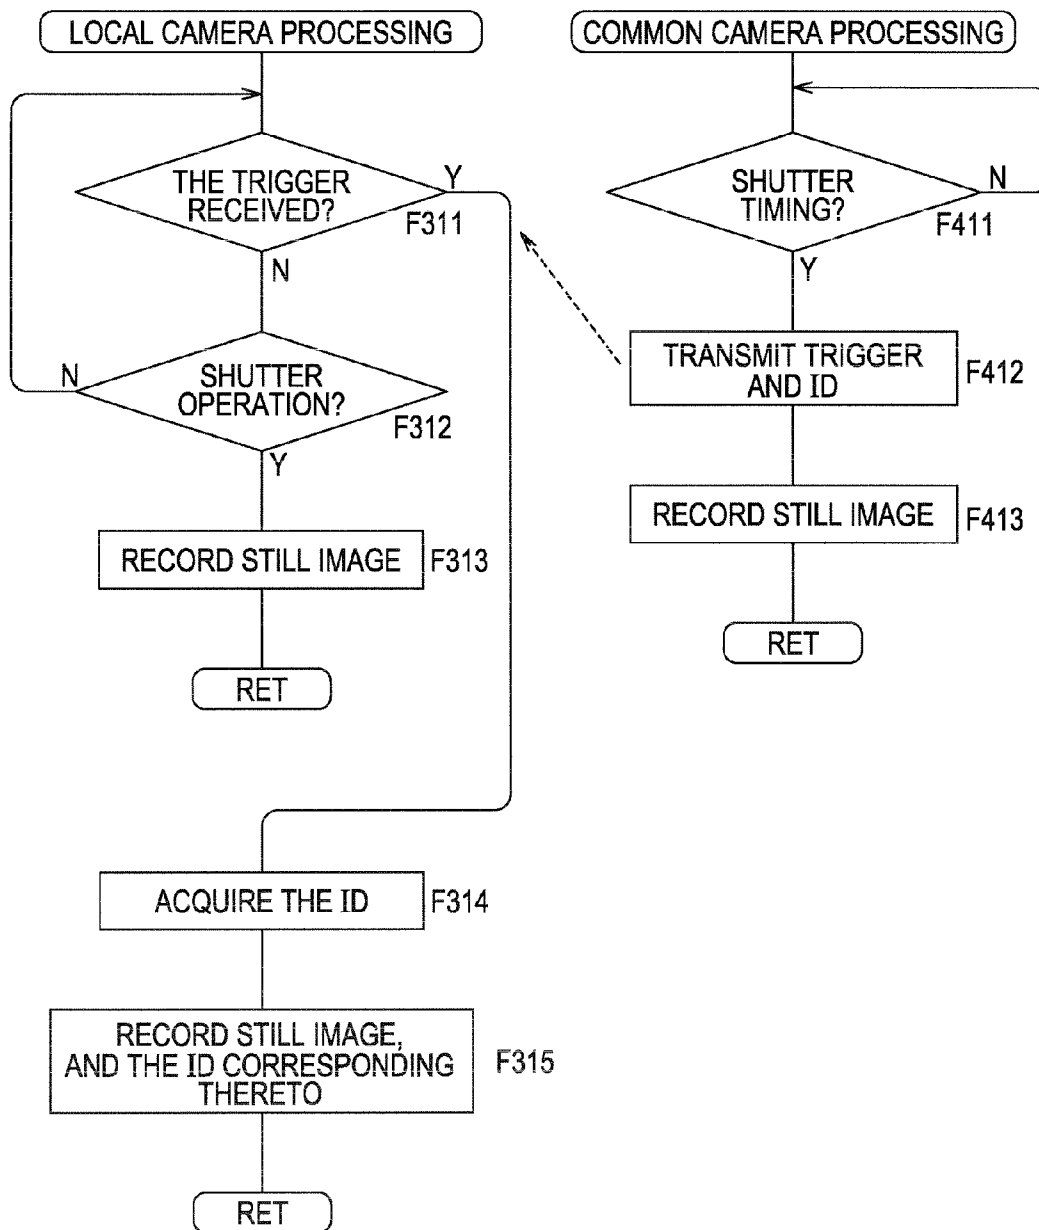 LOCAL CAMERA PROCESSING
THE TRIGGER
RECEIVED?
Y
F311
N
SHUTTER
OPERATION?
N
F312
Y
RECORD STILL IMAGE
F313
RET
ACQUIRE THE ID
F314
RECORD STILL IMAGE,
AND THE ID CORRESPONDING
THERETO
F315
RET
COMMON CAMERA PROCESSING
SHUTTER
TIMING?
N
F411
Y
TRANSMIT TRIGGER
AND ID
F412
RECORD STILL IMAGE
F413
RET